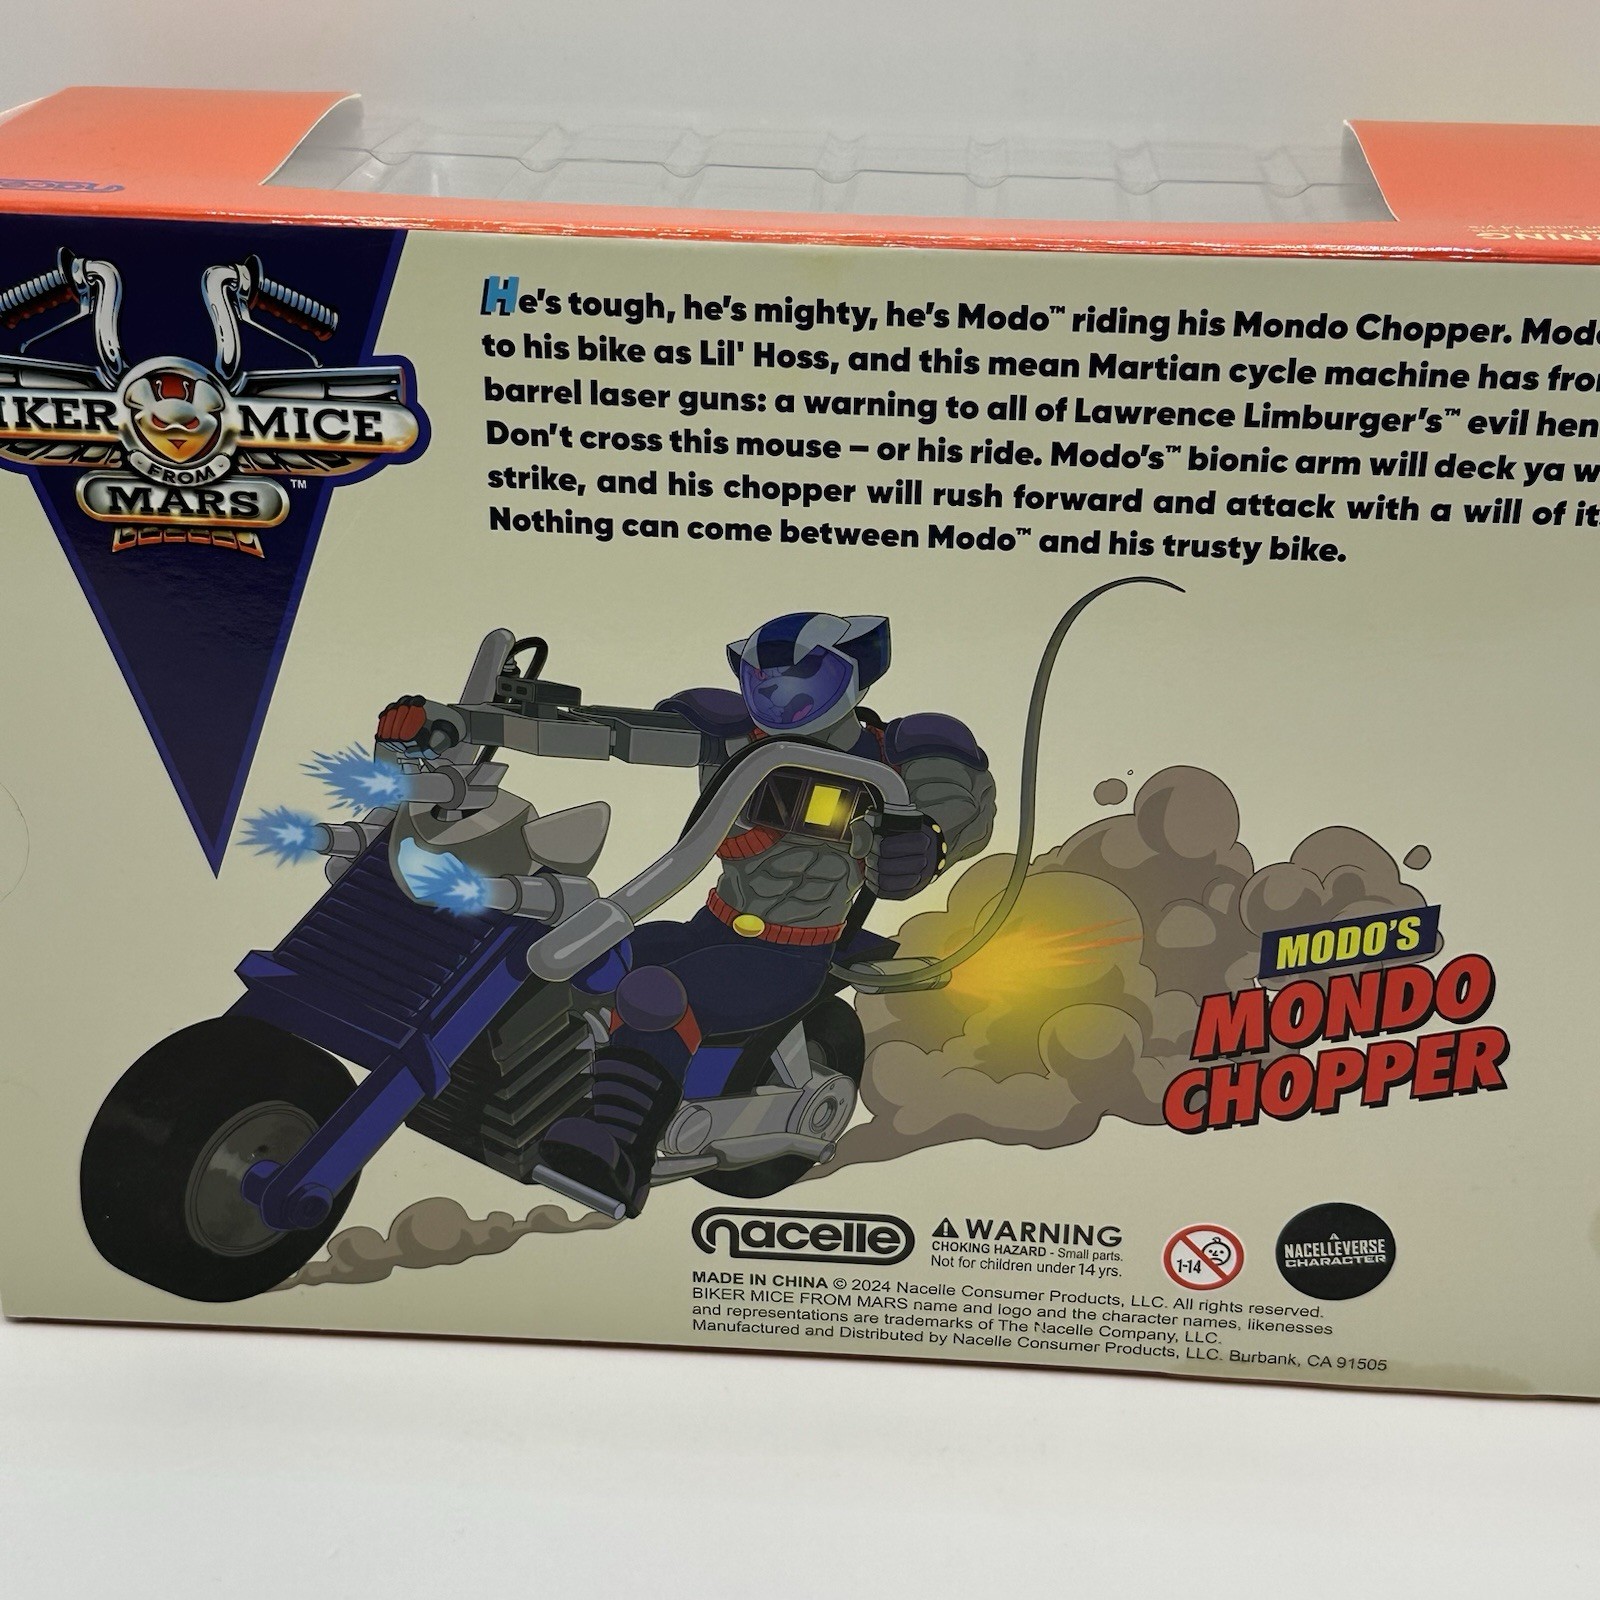 He's tough, he's mighty, he's Modo™ riding his Mondo Chopper.
to his bike as Lil' Hoss, and this mean Martian cycle machine has
barrel laser guns: a warning to all of Lawrence Limburger's™ evil
Don't cross this mouse – or his ride. Modo's™ bionic arm will deck ya
strike, and his chopper will rush forward and attack with a will of
Nothing can come between Modo™ and his trusty bike.
IKER MICE
FROM
MARS ™
MODO'S
MONDO
CHOPPER
nacelle
WARNING
CHOKING HAZARD - Small parts.
Not for children under 14 yrs.
1-14
A
NACELLEVERSE
CHARACTER
MADE IN CHINA © 2024 Nacelle Consumer Products, LLC. All rights reserved.
BIKER MICE FROM MARS name and logo and the character names, likenesses
and representations are trademarks of The Nacelle Company, LLC.
Manufactured and Distributed by Nacelle Consumer Products, LLC. Burbank, CA 91505